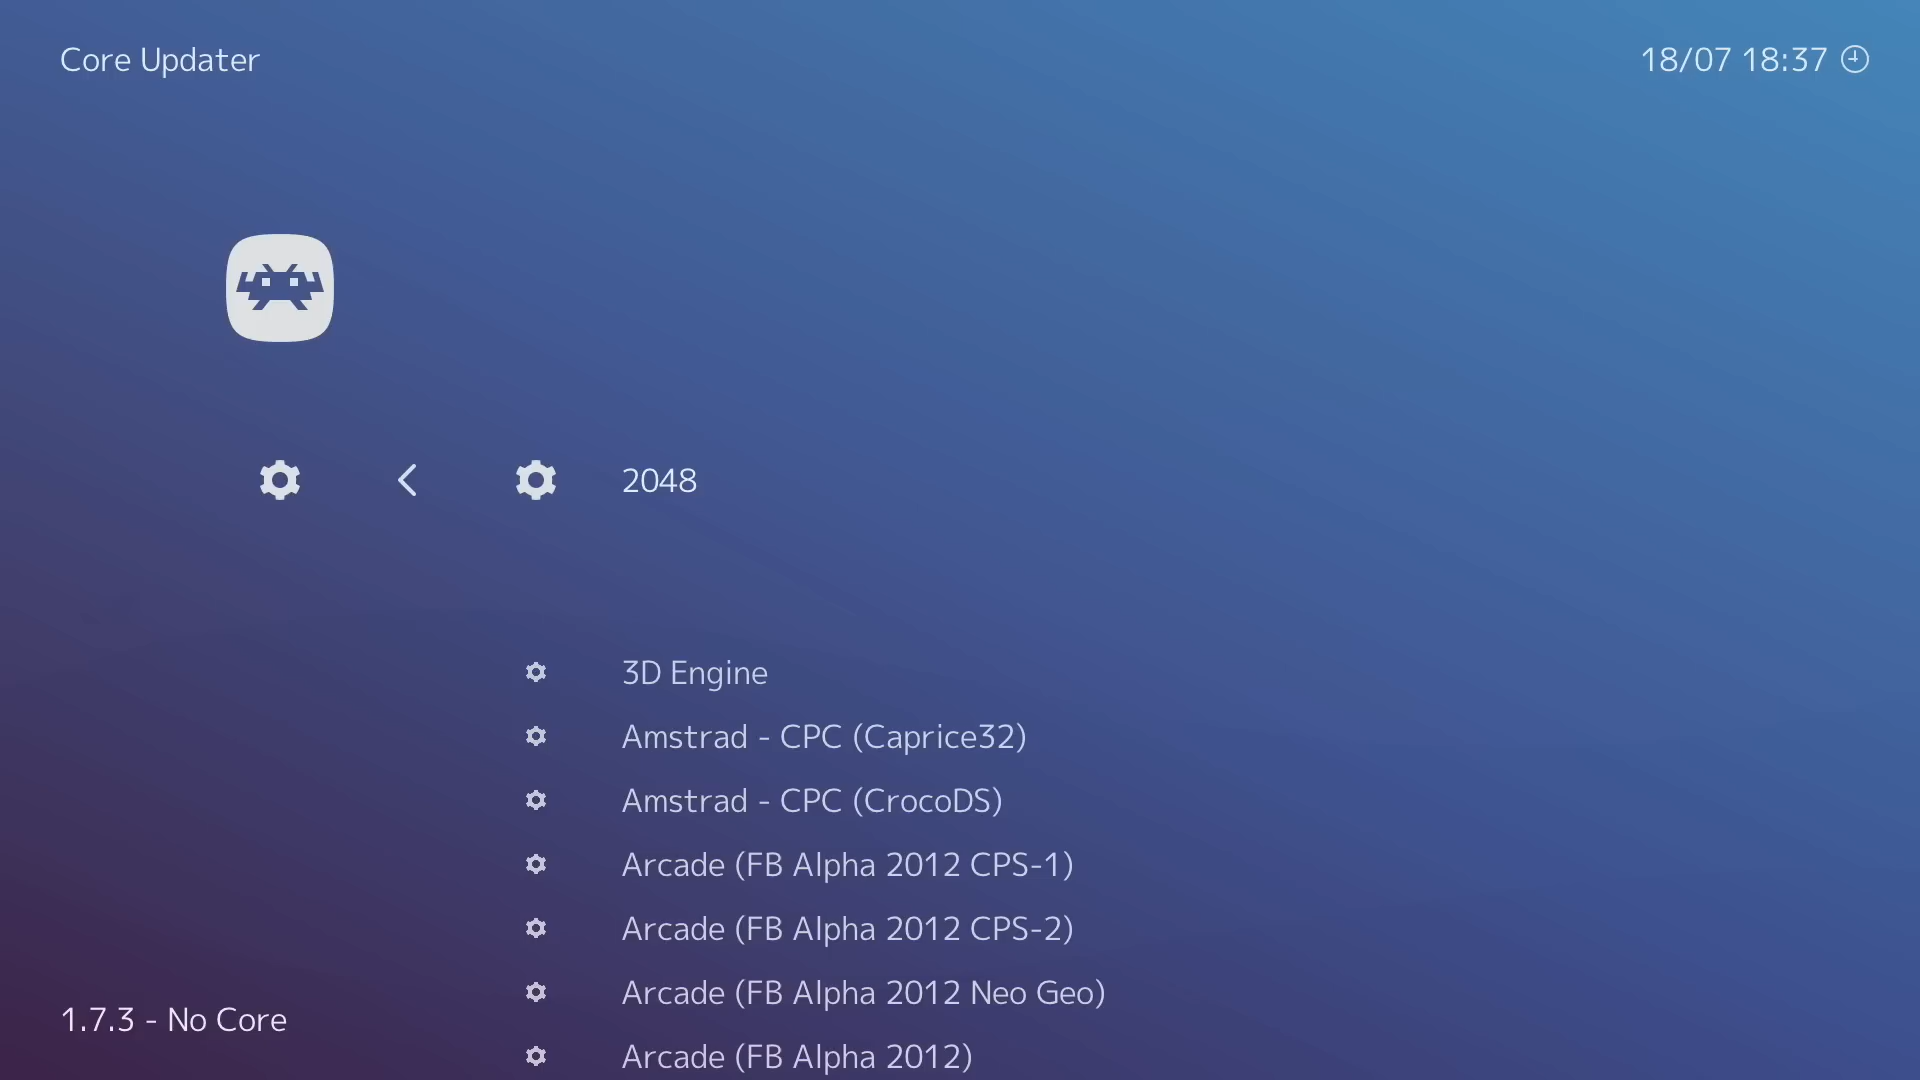 Core Updater
18/07 18:37
2048
3D Engine
Amstrad - CPC (Caprice32)
Amstrad - CPC (CrocoDS)
Arcade (FB Alpha 2012 CPS-1)
Arcade (FB Alpha 2012 CPS-2)
Arcade (FB Alpha 2012 Neo Geo)
Arcade (FB Alpha 2012)
1.7.3 - No Core